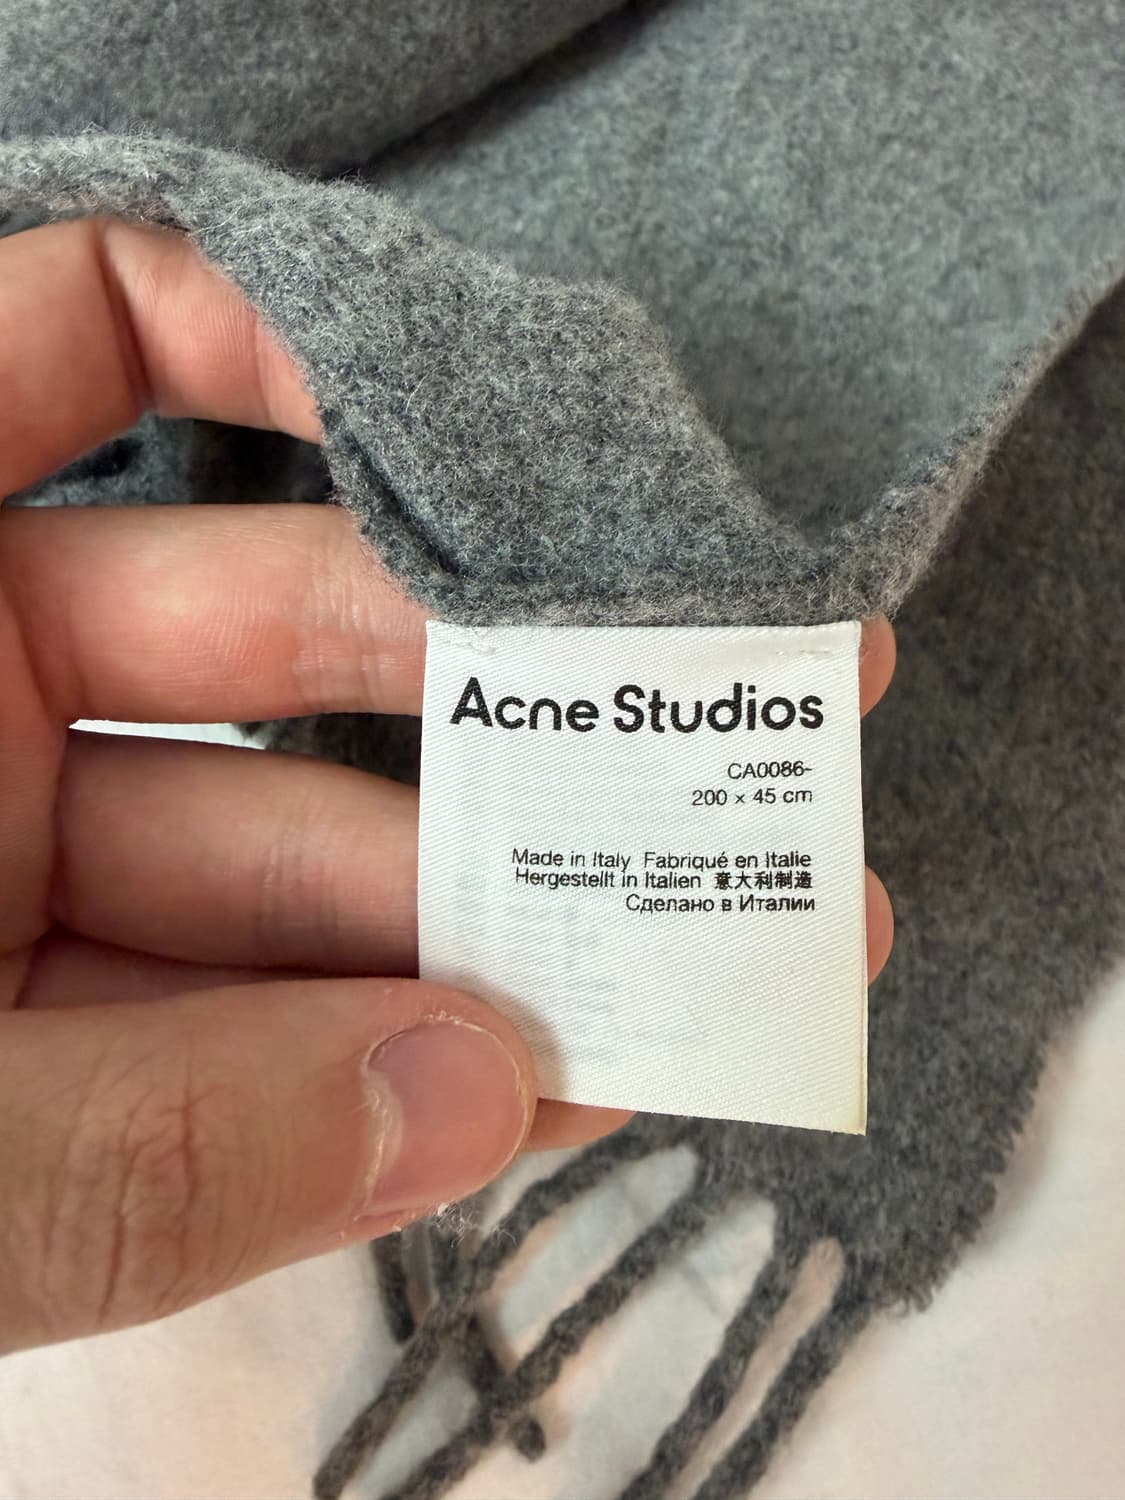 Acne Studios
CA0086-
200 × 45 cm
Made in Italy Fabriqué en Italie
Hergestellt in Italien 意大利制造
Сделано в Италии